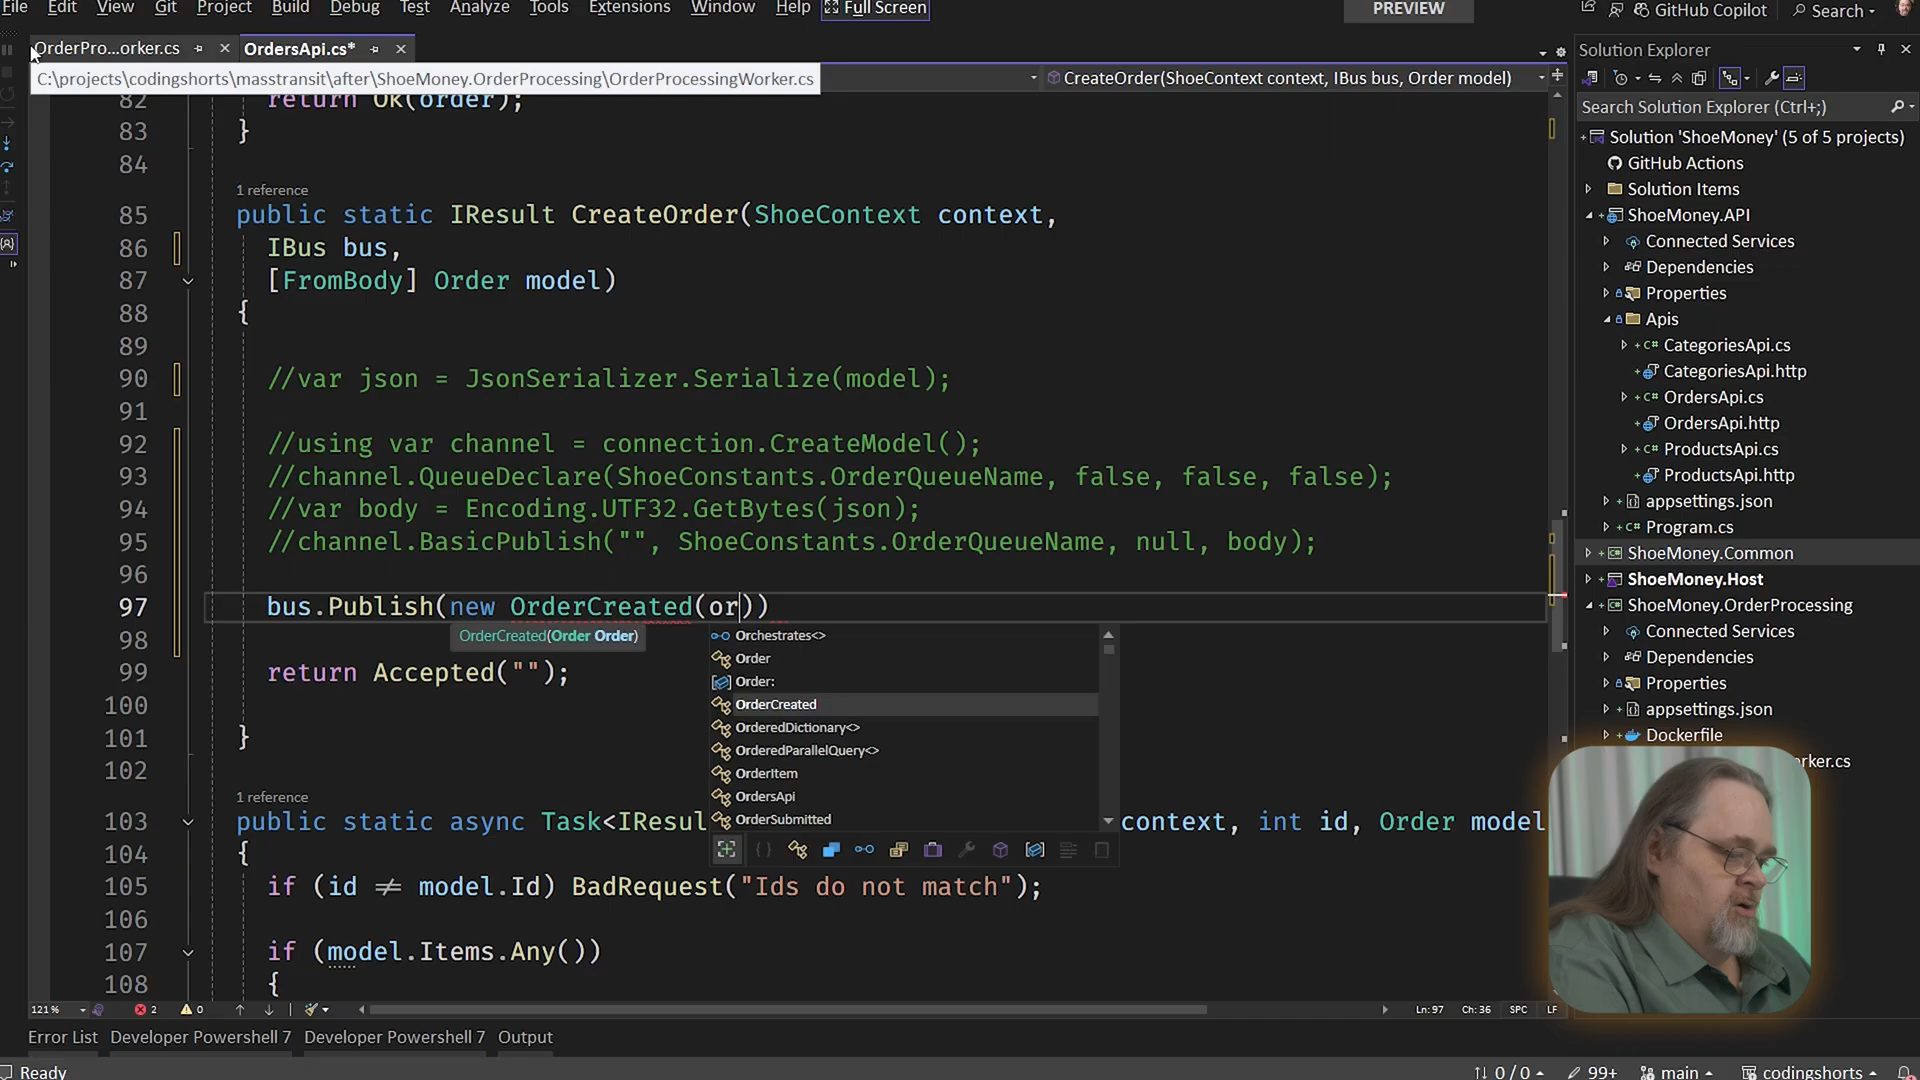 File Edit View Git Project Build Debug Test Analyze Tools Extensions Window Help Full Screen PREVIEW GitHub Copilot Search
OrderPro...orker.cs OrdersApi.cs*
C:\projects\codingshorts\masstransit\after\ShoeMoney.OrderProcessing\OrderProcessingWorker.cs
CreateOrder(ShoeContext context, IBus bus, Order model)
82 return Ok(order);
83 }
84
1 reference
85 public static IResult CreateOrder(ShoeContext context,
86 IBus bus,
87 [FromBody] Order model)
88 {
89
90 //var json = JsonSerializer.Serialize(model);
91
92 //using var channel = connection.CreateModel();
93 //channel.QueueDeclare(ShoeConstants.OrderQueueName, false, false, false);
94 //var body = Encoding.UTF32.GetBytes(json);
95 //channel.BasicPublish("", ShoeConstants.OrderQueueName, null, body);
96
97 bus.Publish(new OrderCreated(or))
OrderCreated(Order Order)
98
99 return Accepted("");
100
101 }
102
1 reference
103 public static async Task<IResul context, int id, Order model
104 {
105 if (id ≠ model.Id) BadRequest("Ids do not match");
106
107 if (model.Items.Any())
108 {
Orchestrates<>
Order
Order:
OrderCreated
OrderedDictionary<>
OrderedParallelQuery<>
OrderItem
OrdersApi
OrderSubmitted
121% 2 0 Ln: 97 Ch: 36 SPC LF
Error List Developer PowerShell 7 Developer PowerShell 7 Output
Ready 0 / 0 99+ main codingshorts
Solution Explorer
Search Solution Explorer (Ctrl+;)
Solution 'ShoeMoney' (5 of 5 projects)
GitHub Actions
Solution Items
ShoeMoney.API
Connected Services
Dependencies
Properties
Apis
CategoriesApi.cs
CategoriesApi.http
OrdersApi.cs
OrdersApi.http
ProductsApi.cs
ProductsApi.http
appsettings.json
Program.cs
ShoeMoney.Common
ShoeMoney.Host
ShoeMoney.OrderProcessing
Connected Services
Dependencies
Properties
appsettings.json
Dockerfile
rker.cs